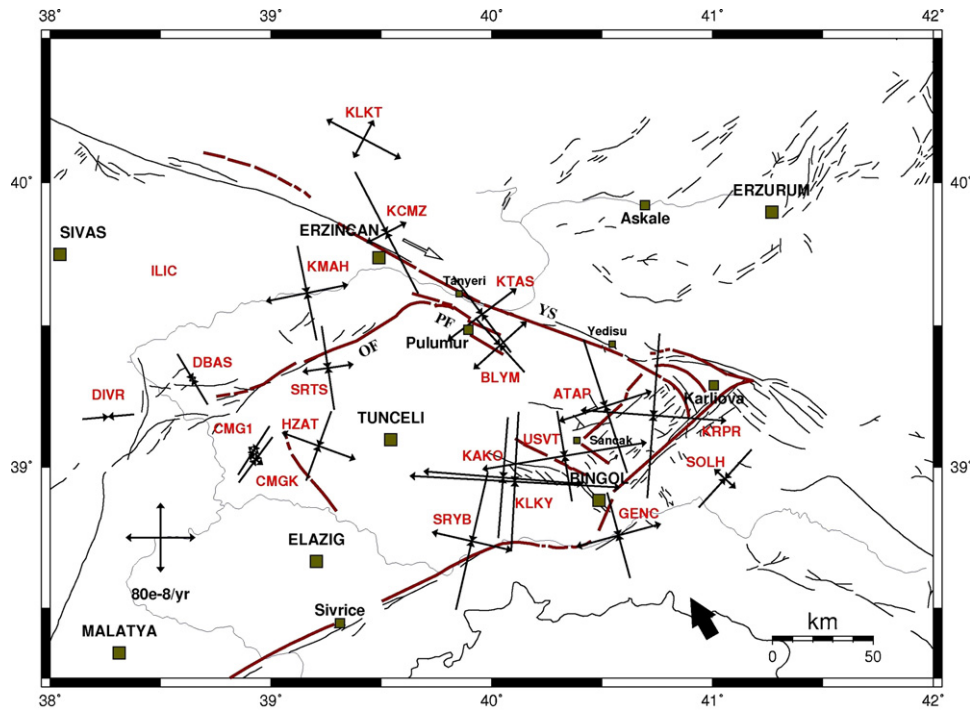 38° 39° 40° 41° 42°
KLKT
40° 40°
ERZURUM
KCMZ
Askale
ERZINCAN
SIVAS
ILIC
KMAH
Tanyeri
KTAS
YS
PF
Yedisu
Pulumur
OF
DBAS
BLYM
DIVR
SRTS
ATAP
Karliova
TUNCELI
HZAT
CMG1
USVT
Sancak
KRPR
39° 39°
KAKO
SOLH
CMGK
BINGOL
KLKY
SRYB
GENC
ELAZIG
80e-8/yr
Sivrice
MALATYA
km
0 50
38° 39° 40° 41° 42°